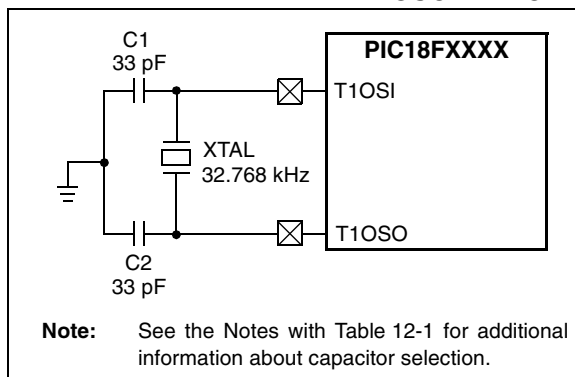 C1
33 pF
PIC18FXXXX
T1OSI
XTAL
32.768 kHz
T1OSO
C2
33 pF
Note: See the Notes with Table 12-1 for additional
information about capacitor selection.